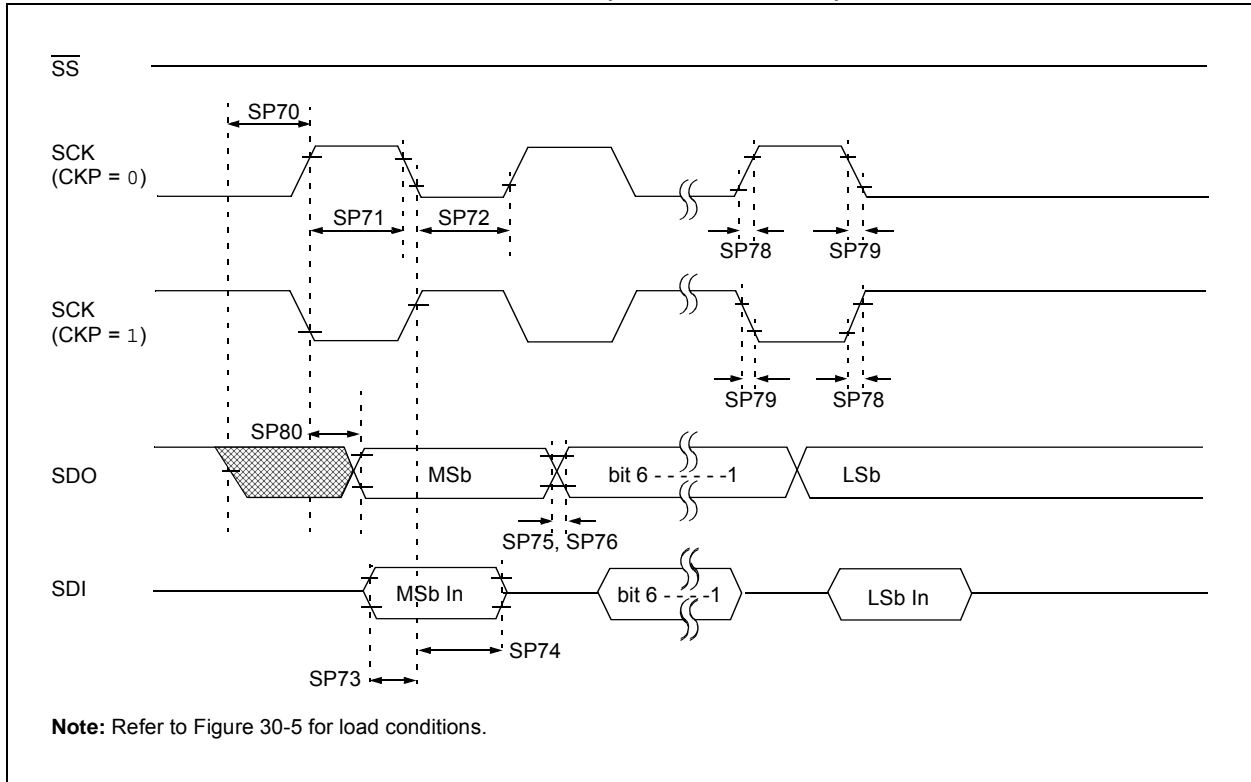 SS
SP70
SCK
(CKP = 0)
SP71
SP72
SP78
SP79
SCK
(CKP = 1)
SP79
SP78
SP80
SDO
MSb
bit 6 - - - - - -1
LSb
SP75, SP76
SDI
MSb In
bit 6 - - - - -1
LSb In
SP74
SP73
Note: Refer to Figure 30-5 for load conditions.